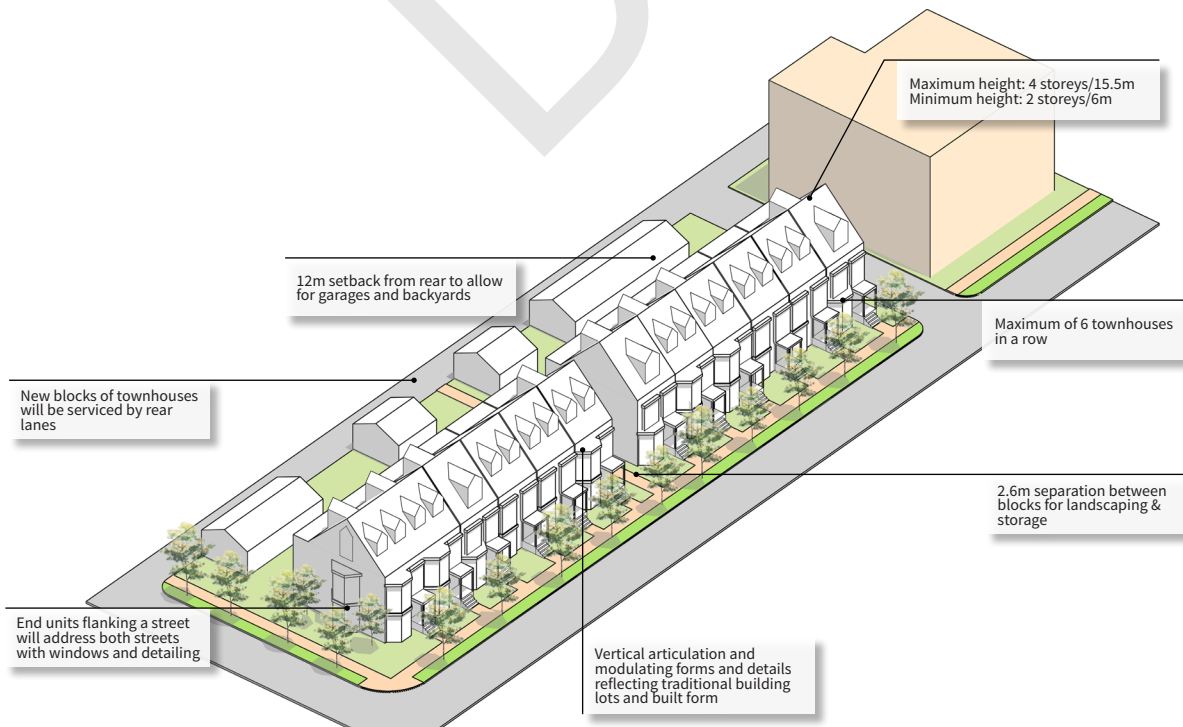 Maximum height: 4 storeys/15.5m
Minimum height: 2 storeys/6m
12m setback from rear to allow
for garages and backyards
Maximum of 6 townhouses
in a row
New blocks of townhouses
will be serviced by rear
lanes
2.6m separation between
blocks for landscaping &
storage
End units flanking a street
will address both streets
with windows and detailing
Vertical articulation and
modulating forms and details
reflecting traditional building
lots and built form